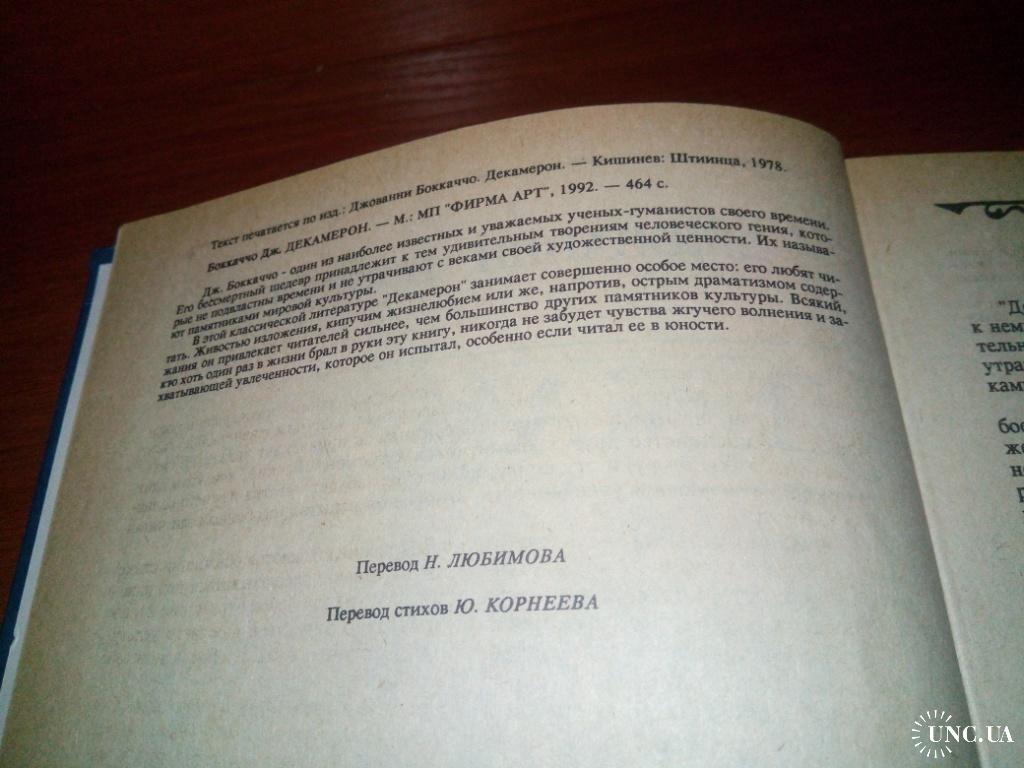 Текст печатается по изд.: Джованни Боккаччо. Декамерон. — Кишинев: Штиинца, 1978.
Боккаччо Дж. ДЕКАМЕРОН. — М.: МП "ФИРМА АРТ", 1992. — 464 с.
Дж. Боккаччо - один из наиболее известных и уважаемых ученых-гуманистов своего времени.
Его бессмертный шедевр принадлежит к тем удивительным творениям человеческого гения, кото-
рые не подвластны времени и не утрачивают с веками своей художественной ценности. Их называ-
ют памятниками мировой культуры.
В этой классической литературе "Декамерон" занимает совершенно особое место: его любят чи-
тать. Живостью изложения, кипучим жизнелюбием или же, напротив, острым драматизмом содер-
жания он привлекает читателей сильнее, чем большинство других памятников культуры. Всякий,
кто хоть один раз в жизни брал в руки эту книгу, никогда не забудет чувства жгучего волнения и за-
хватывающей увлеченности, которое он испытал, особенно если читал ее в юности.
Перевод Н. ЛЮБИМОВА
Перевод стихов Ю. КОРНЕЕВА
"Д
к нем
тельн
утра
кам
бос
же
н
UNC.UA